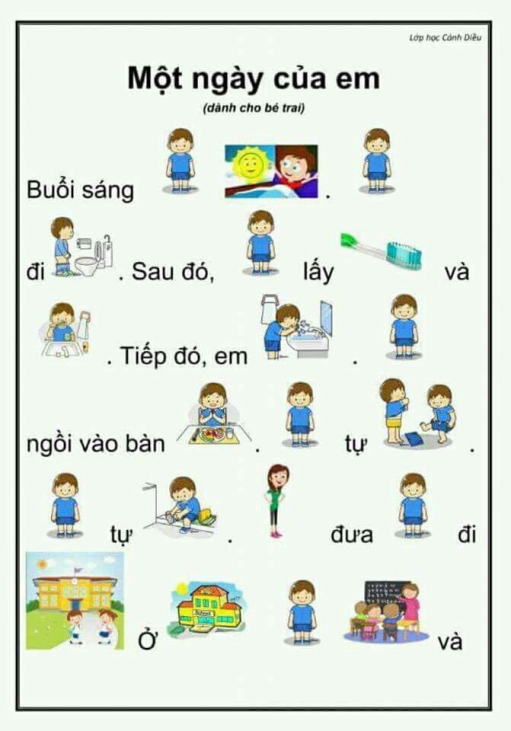 Lớp học Cánh Diều
Một ngày của em
(dành cho bé trai)
Buổi sáng .
đi . Sau đó, lấy và
. Tiếp đó, em .
ngồi vào bàn . tự .
tự . đưa đi
School
Ở và